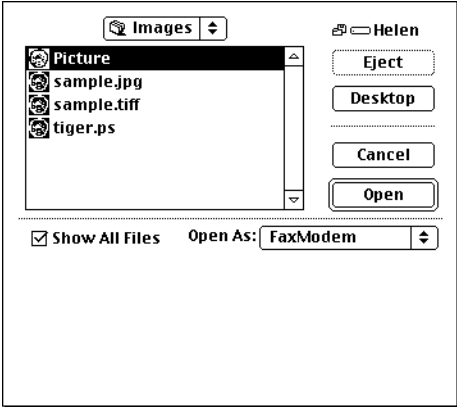 Images
Helen
Picture
sample.jpg
sample.tiff
tiger.ps
Eject
Desktop
Cancel
Open
Show All Files
Open As: FaxModem